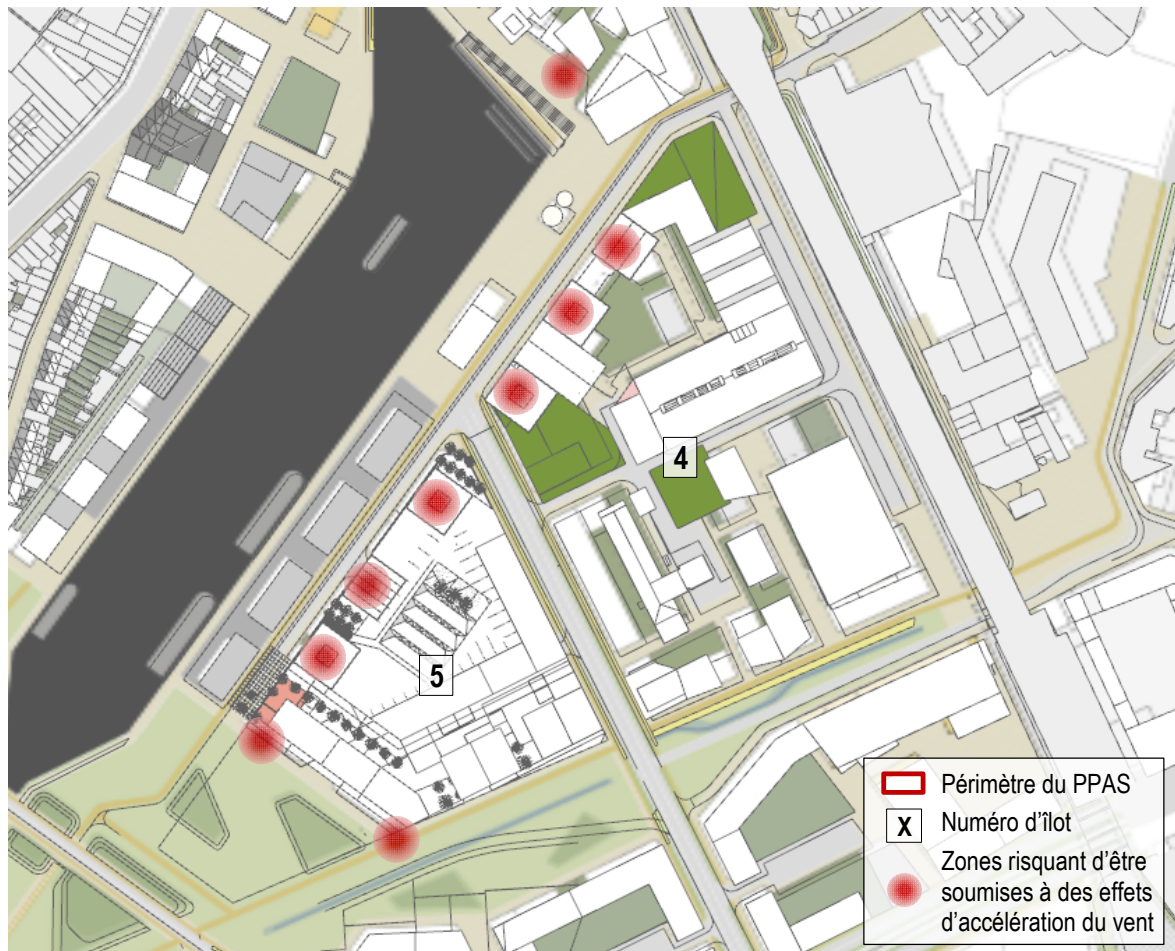 4
5
Périmètre du PPAS
X
Numéro d'îlot
Zones risquant d'être
soumises à des effets
d'accélération du vent